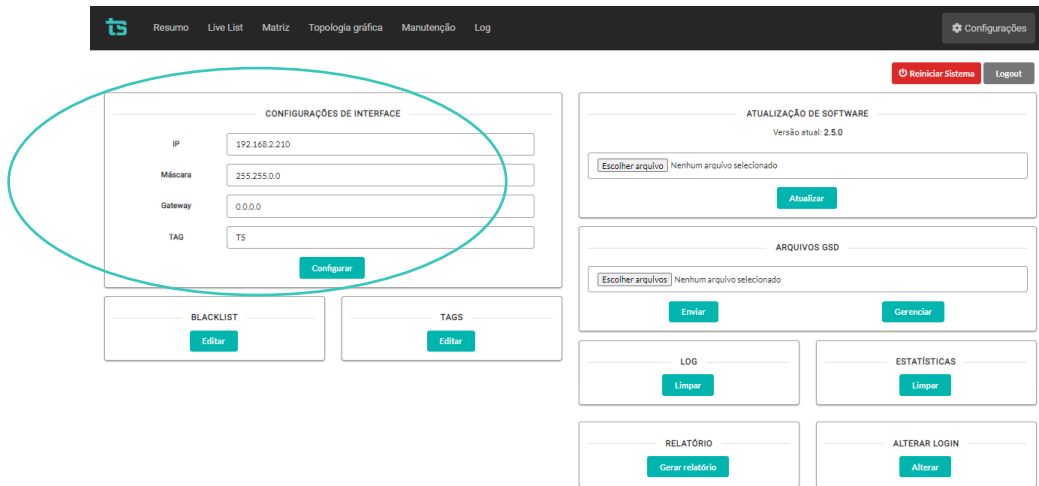 ts Resumo Live List Matriz Topologia gráfica Manutenção Log Configurações
Reiniciar Sistema Logout
CONFIGURAÇÕES DE INTERFACE
IP 192.168.2.210
Máscara 255.255.0.0
Gateway 0.0.0.0
TAG TS
Configurar
BLACKLIST
Editar
TAGS
Editar
ATUALIZAÇÃO DE SOFTWARE
Versão atual: 2.5.0
Escolher arquivo Nenhum arquivo selecionado
Atualizar
ARQUIVOS GSD
Escolher arquivos Nenhum arquivo selecionado
Enviar Gerenciar
LOG
Limpar
ESTATÍSTICAS
Limpar
RELATÓRIO
Gerar relatório
ALTERAR LOGIN
Alterar